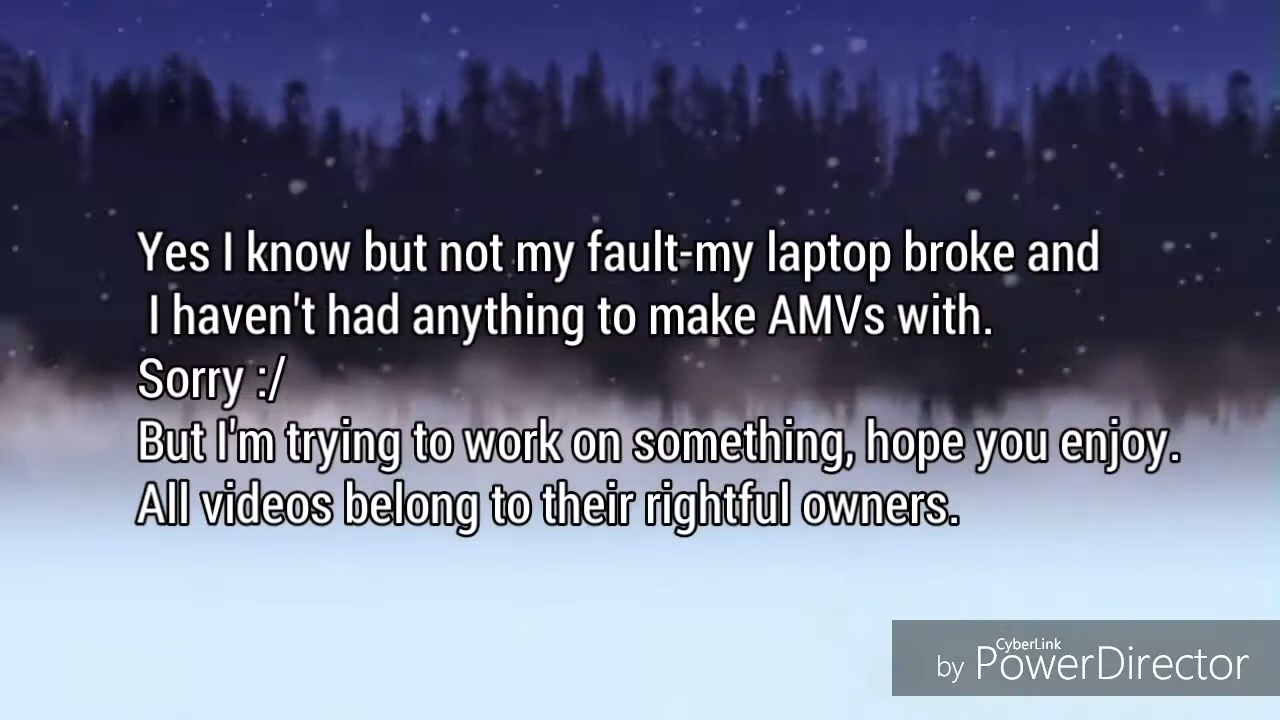 Yes I know but not my fault-my laptop broke and
I haven't had anything to make AMVs with.
Sorry :/
But I'm trying to work on something, hope you enjoy.
All videos belong to their rightful owners.
CyberLink
by PowerDirector